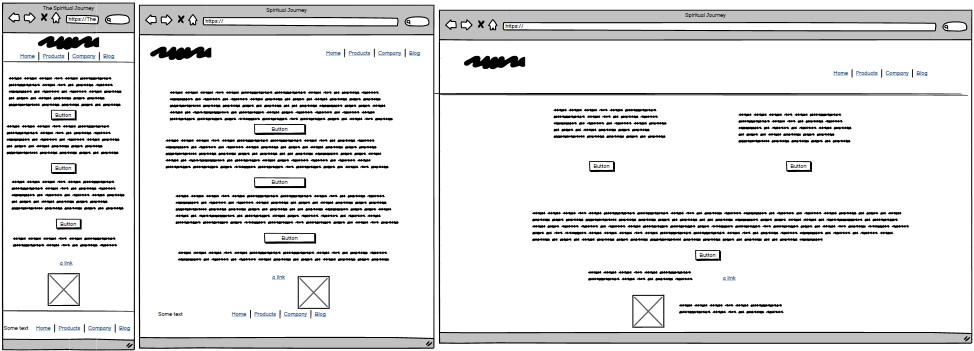 The Spiritual Journey
https://The
Home Products Company Blog
Button
Button
Button
a link
Some text Home Products Company Blog
Spiritual Journey
https://
Home Products Company Blog
Button
Button
Button
a link
Some text Home Products Company Blog
Spiritual Journey
https://
Home Products Company Blog
Button Button
Button
a link